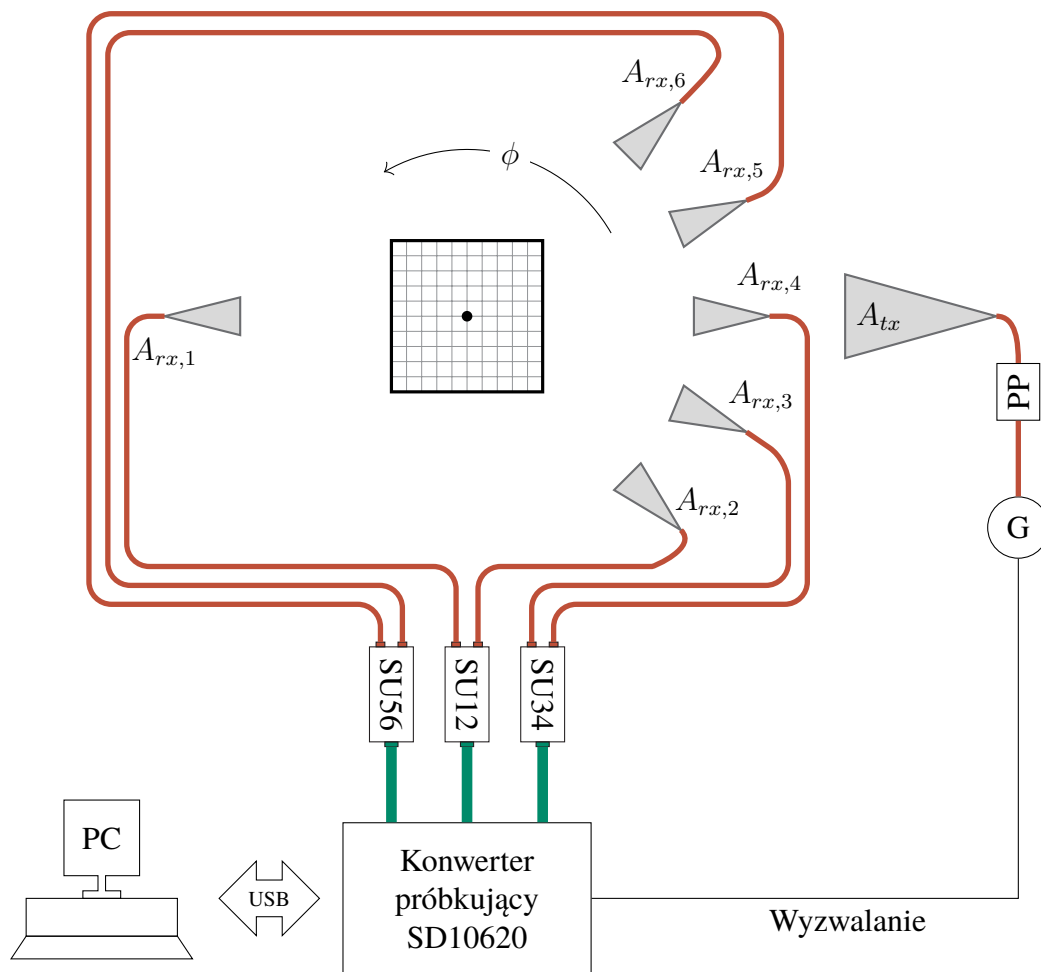 A_{rx,6}
A_{rx,5}
ϕ
A_{rx,4}
A_{tx}
A_{rx,1}
A_{rx,3}
PP
A_{rx,2}
G
SU56
SU12
SU34
PC
USB
Konwerter
próbkujący
SD10620
Wyzwalanie